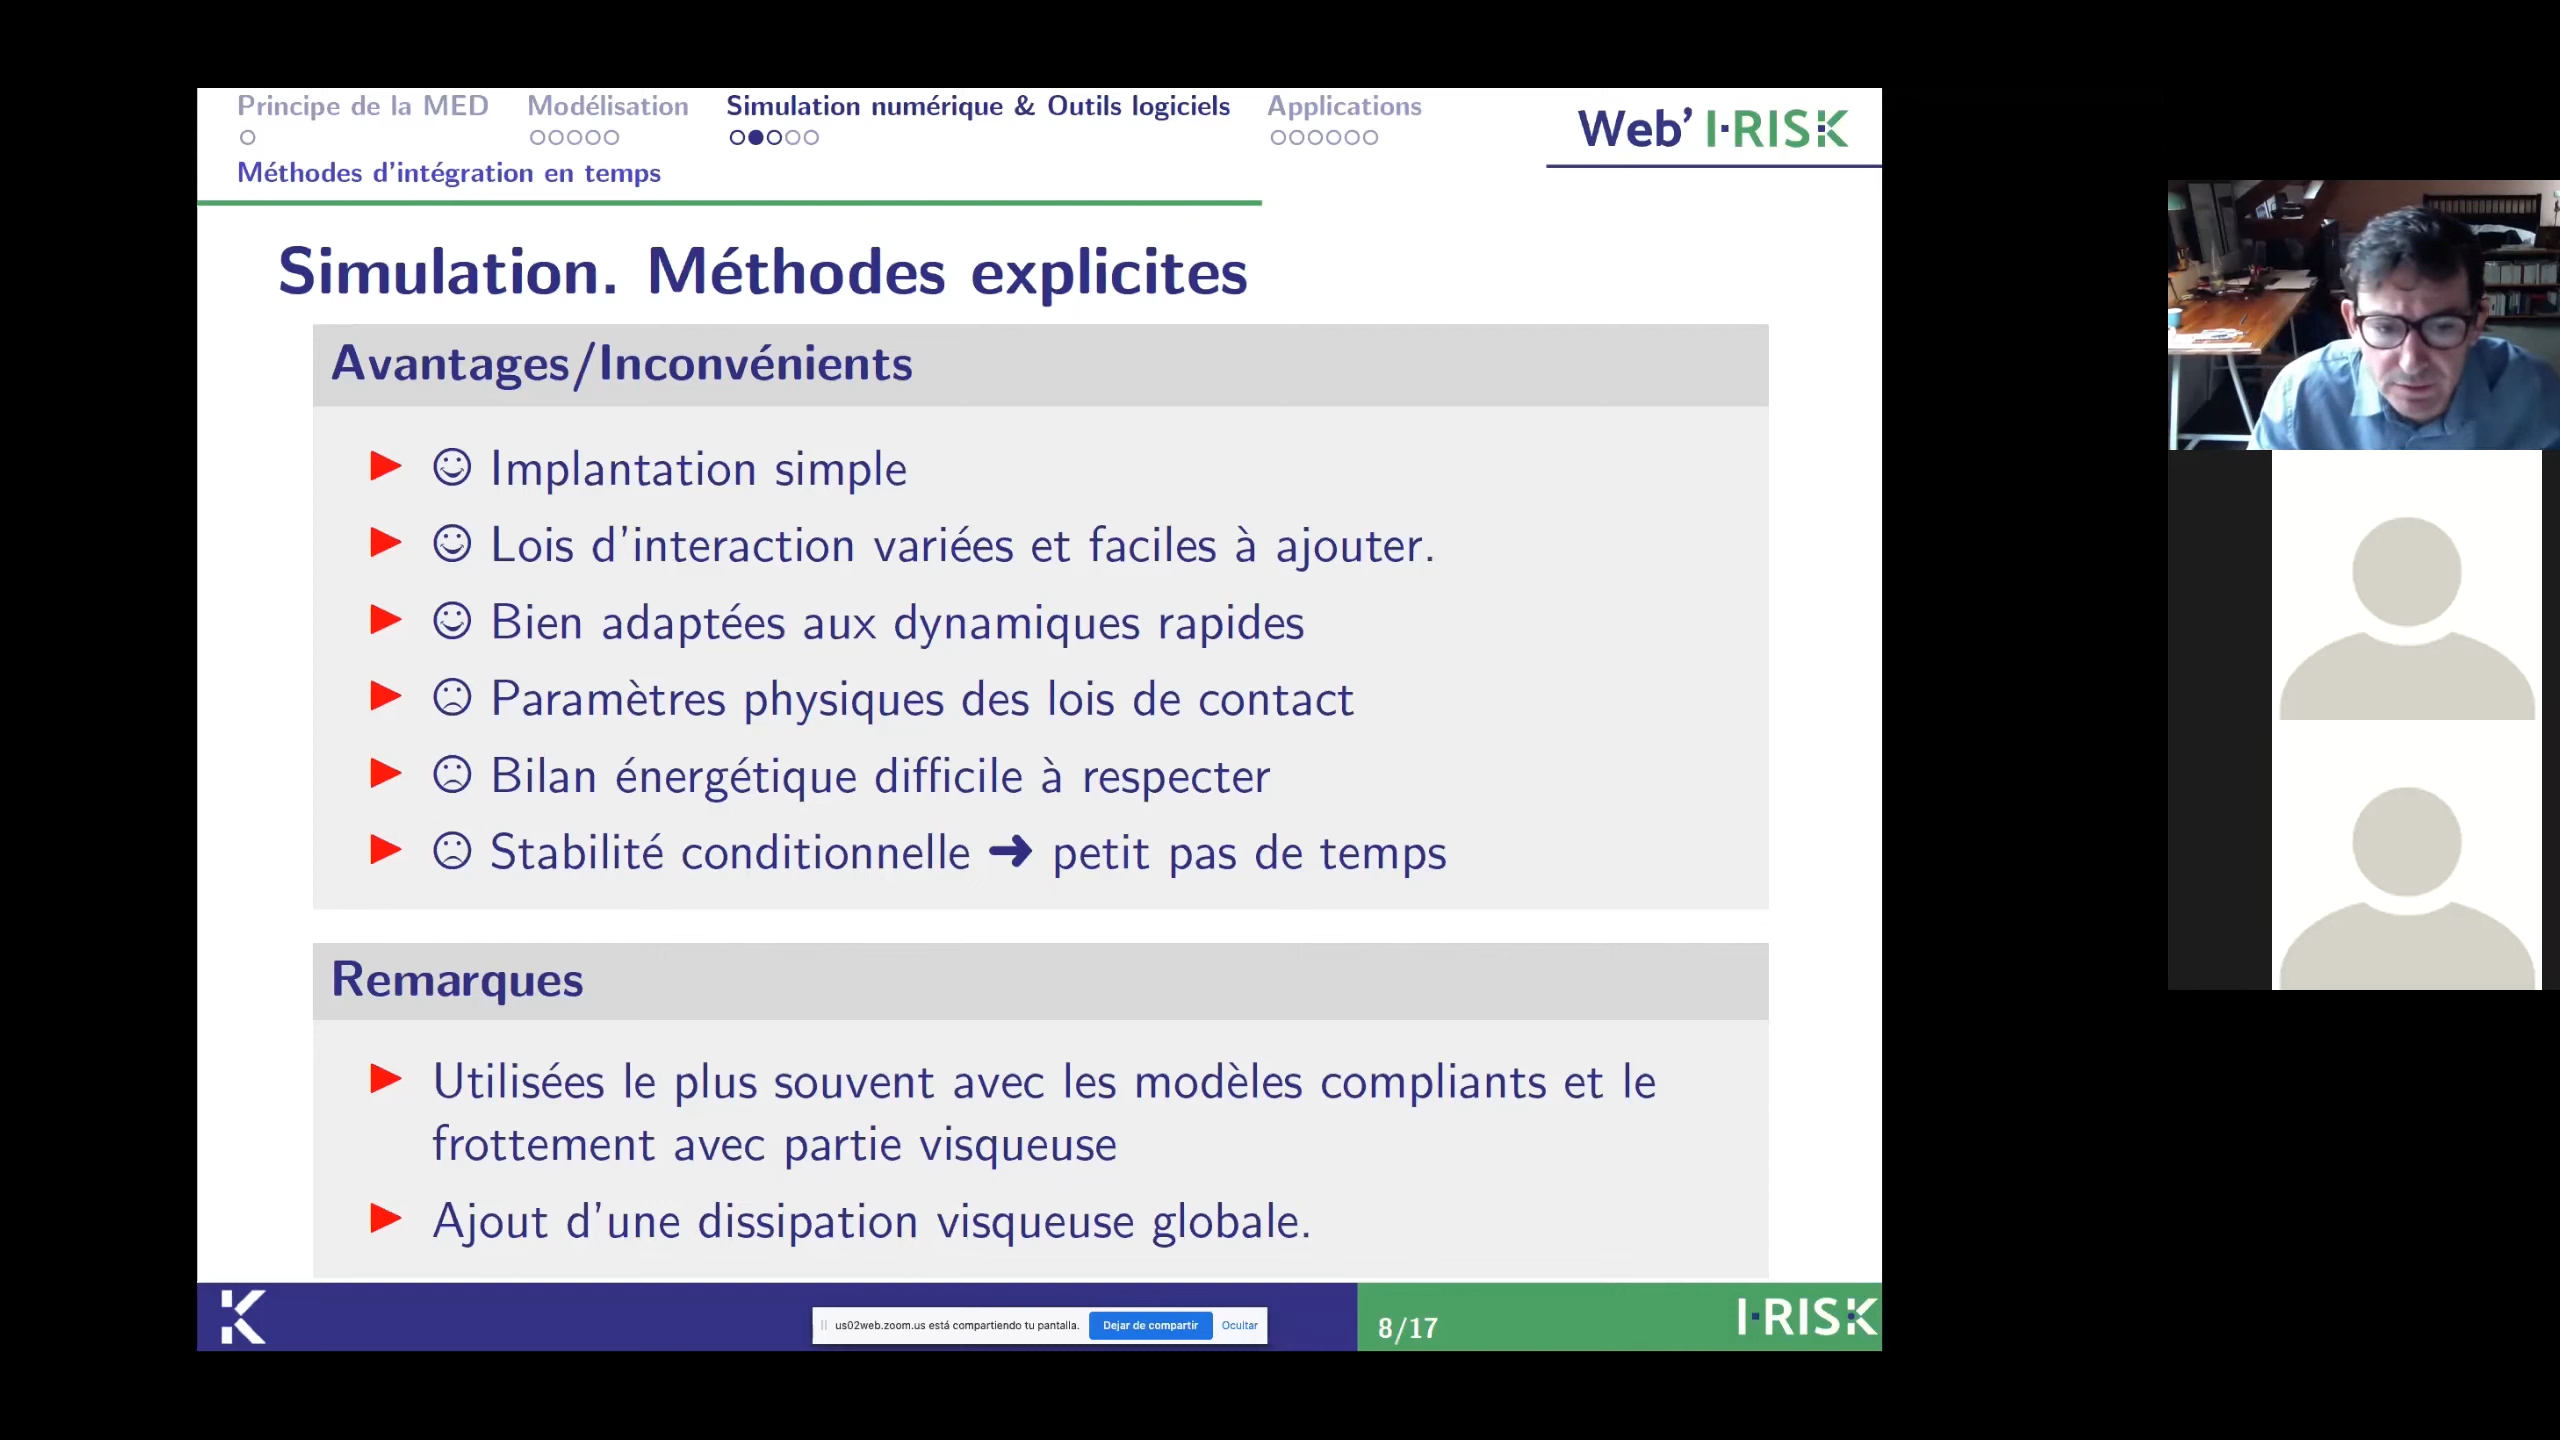 Principe de la MED Modélisation Simulation numérique & Outils logiciels Applications
Méthodes d'intégration en temps
Web' I·RISK
Simulation. Méthodes explicites
Avantages/Inconvénients
Implantation simple
Lois d'interaction variées et faciles à ajouter.
Bien adaptées aux dynamiques rapides
Paramètres physiques des lois de contact
Bilan énergétique difficile à respecter
Stabilité conditionnelle ➜ petit pas de temps
Remarques
Utilisées le plus souvent avec les modèles compliants et le
frottement avec partie visqueuse
Ajout d'une dissipation visqueuse globale.
K
us02web.zoom.us está compartiendo tu pantalla. Dejar de compartir Ocultar
8/17
I·RISK